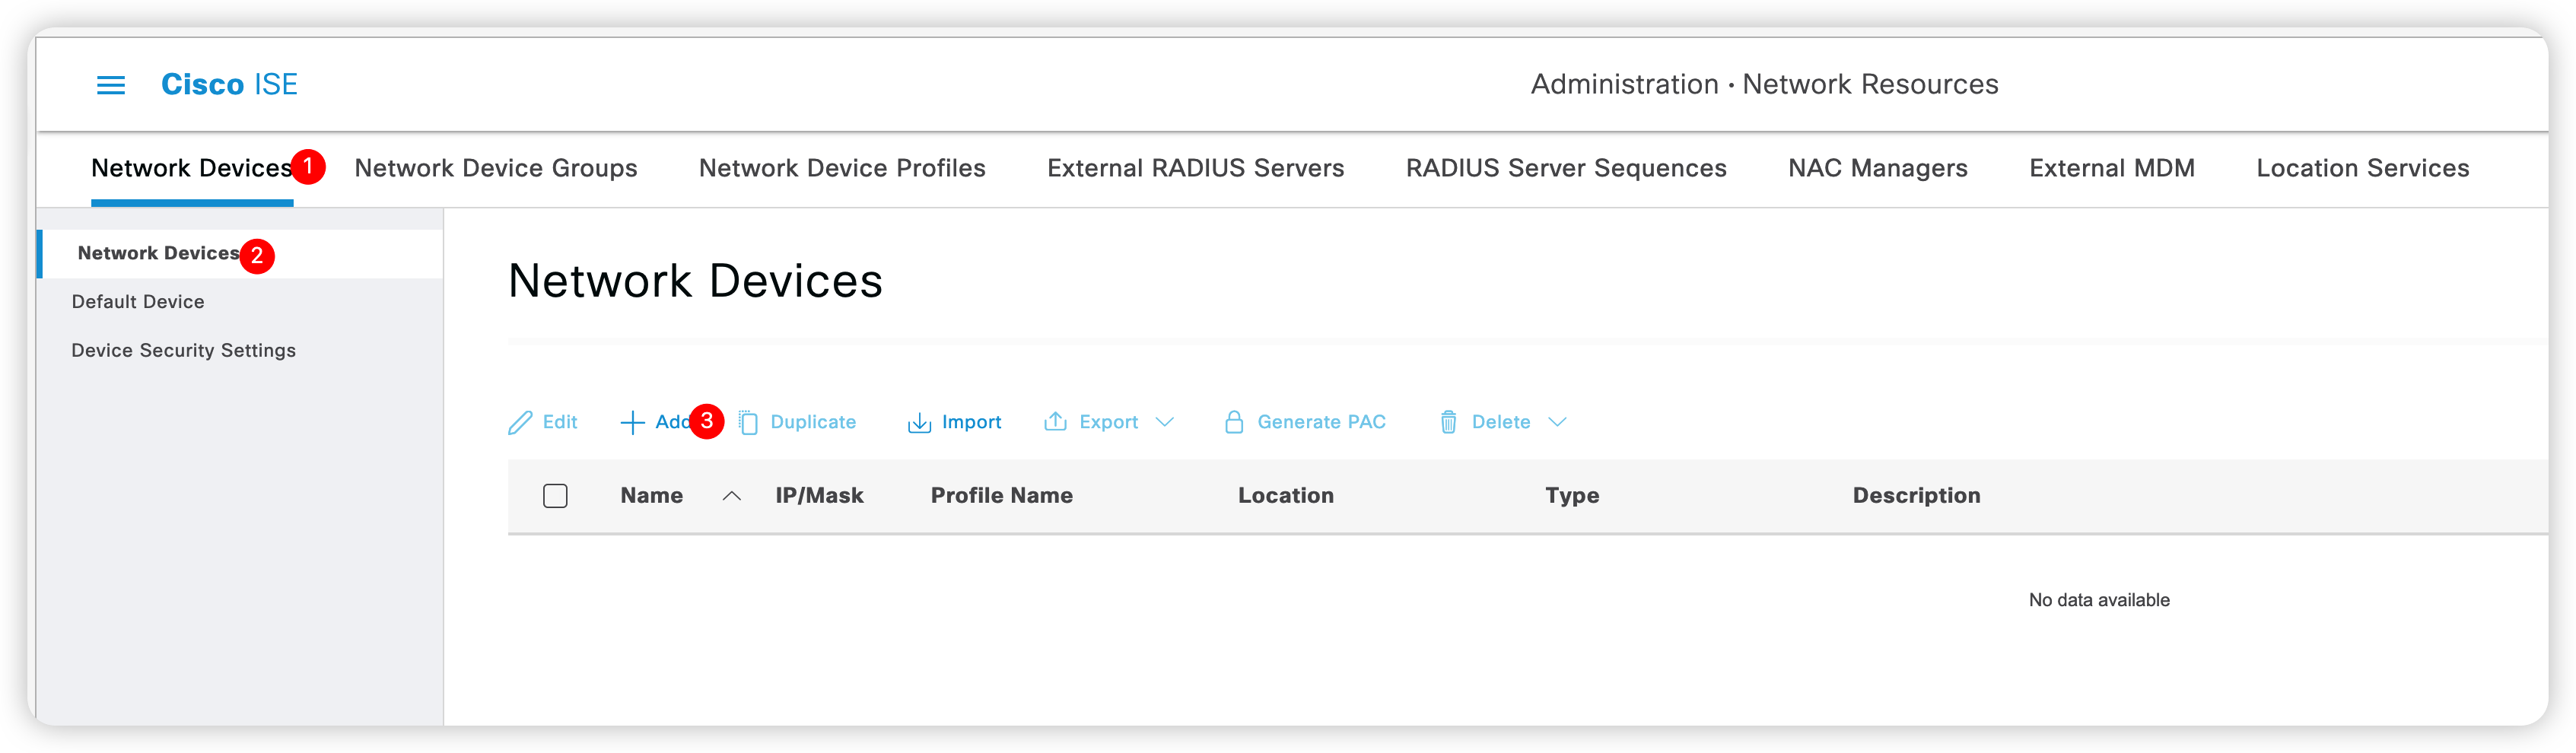 Cisco ISE
Administration · Network Resources
Network Devices 1 Network Device Groups Network Device Profiles External RADIUS Servers RADIUS Server Sequences NAC Managers External MDM Location Services
Network Devices 2
Default Device
Device Security Settings
Network Devices
Edit Add 3 Duplicate Import Export Generate PAC Delete
Name IP/Mask Profile Name Location Type Description
No data available